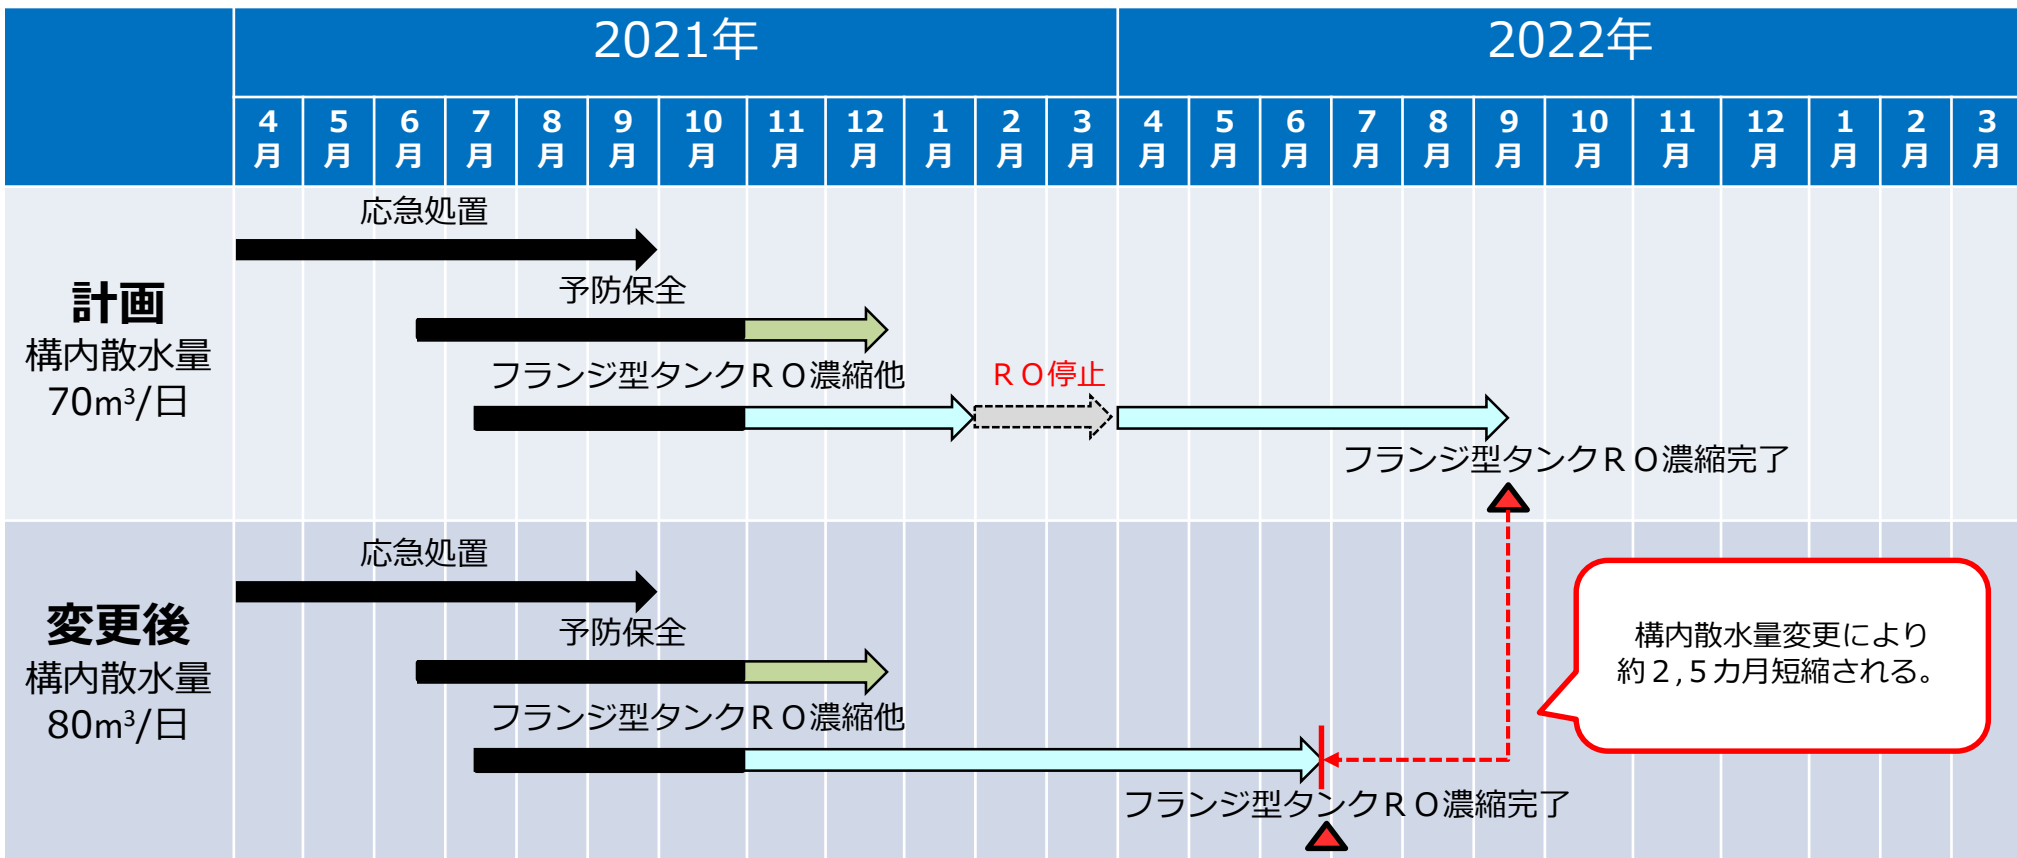 2021年 2022年
4月 5月 6月 7月 8月 9月 10月 11月 12月 1月 2月 3月 4月 5月 6月 7月 8月 9月 10月 11月 12月 1月 2月 3月
計画
構内散水量
70m³/日
応急処置
予防保全
フランジ型タンクＲＯ濃縮他
ＲＯ停止
フランジ型タンクＲＯ濃縮完了
変更後
構内散水量
80m³/日
応急処置
予防保全
フランジ型タンクＲＯ濃縮他
フランジ型タンクＲＯ濃縮完了
構内散水量変更により
約２,５カ月短縮される。